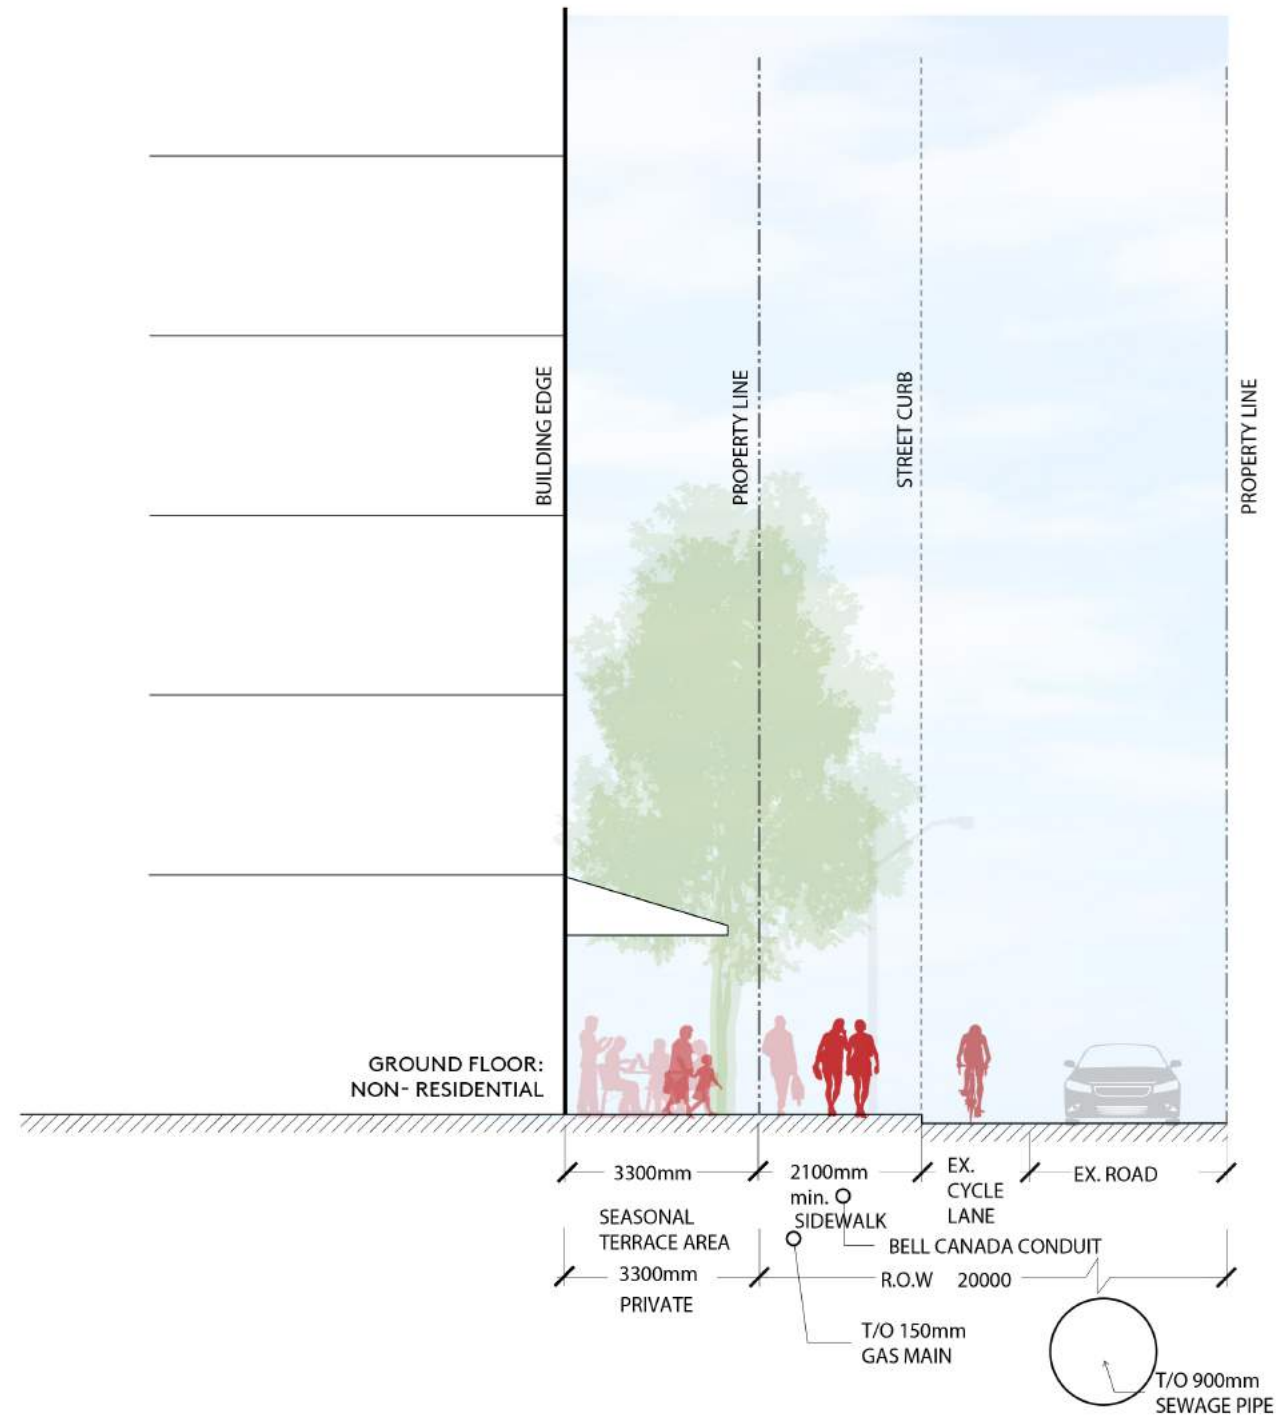 BUILDING EDGE
PROPERTY LINE
STREET CURB
PROPERTY LINE
GROUND FLOOR:
NON- RESIDENTIAL
3300mm
2100mm
min.
SIDEWALK
EX.
CYCLE
LANE
EX. ROAD
SEASONAL
TERRACE AREA
BELL CANADA CONDUIT
3300mm
PRIVATE
R.O.W 20000
T/O 150mm
GAS MAIN
T/O 900mm
SEWAGE PIPE